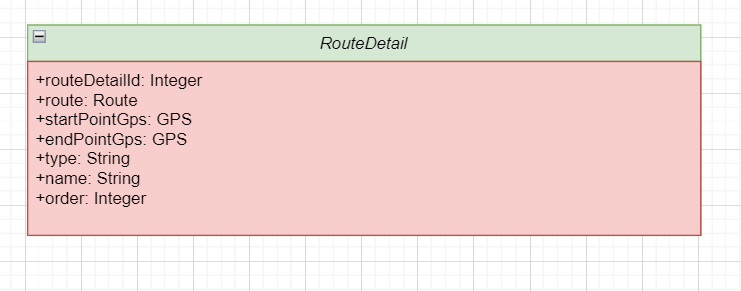 RouteDetail
+routeDetailId: Integer
+route: Route
+startPointGps: GPS
+endPointGps: GPS
+type: String
+name: String
+order: Integer